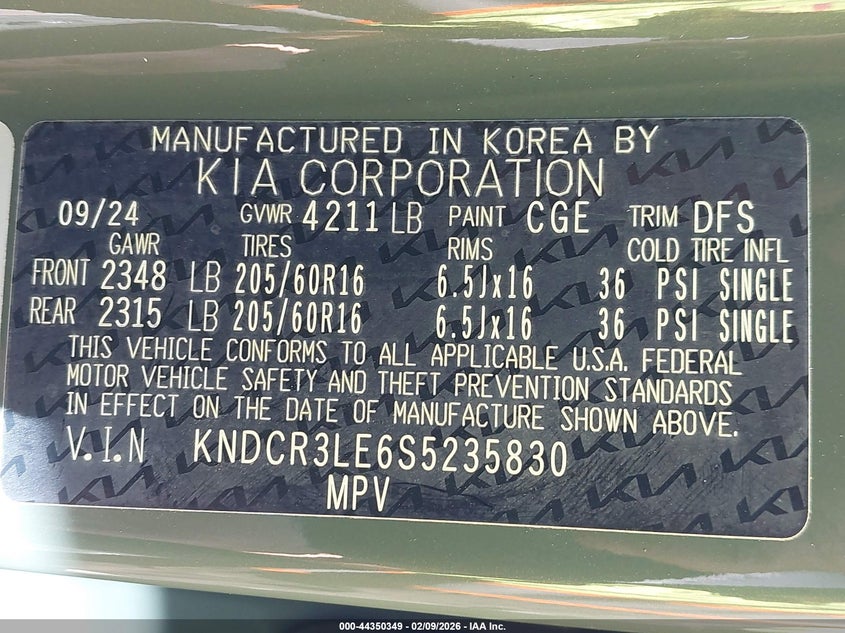 MANUFACTURED IN KOREA BY
KIA CORPORATION
09/24 GVWR 4211 LB PAINT CGE TRIM DFS
GAWR TIRES RIMS COLD TIRE INFL
FRONT 2348 LB 205/60R16 6.5Jx16 36 PSI SINGLE
REAR 2315 LB 205/60R16 6.5Jx16 36 PSI SINGLE
THIS VEHICLE CONFORMS TO ALL APPLICABLE U.S.A. FEDERAL
MOTOR VEHICLE SAFETY AND THEFT PREVENTION STANDARDS
IN EFFECT ON THE DATE OF MANUFACTURE SHOWN ABOVE.
V.I.N KNDCR3LE6S5235830
MPV
000-44350349 - 02/09/2026 - IAA Inc.